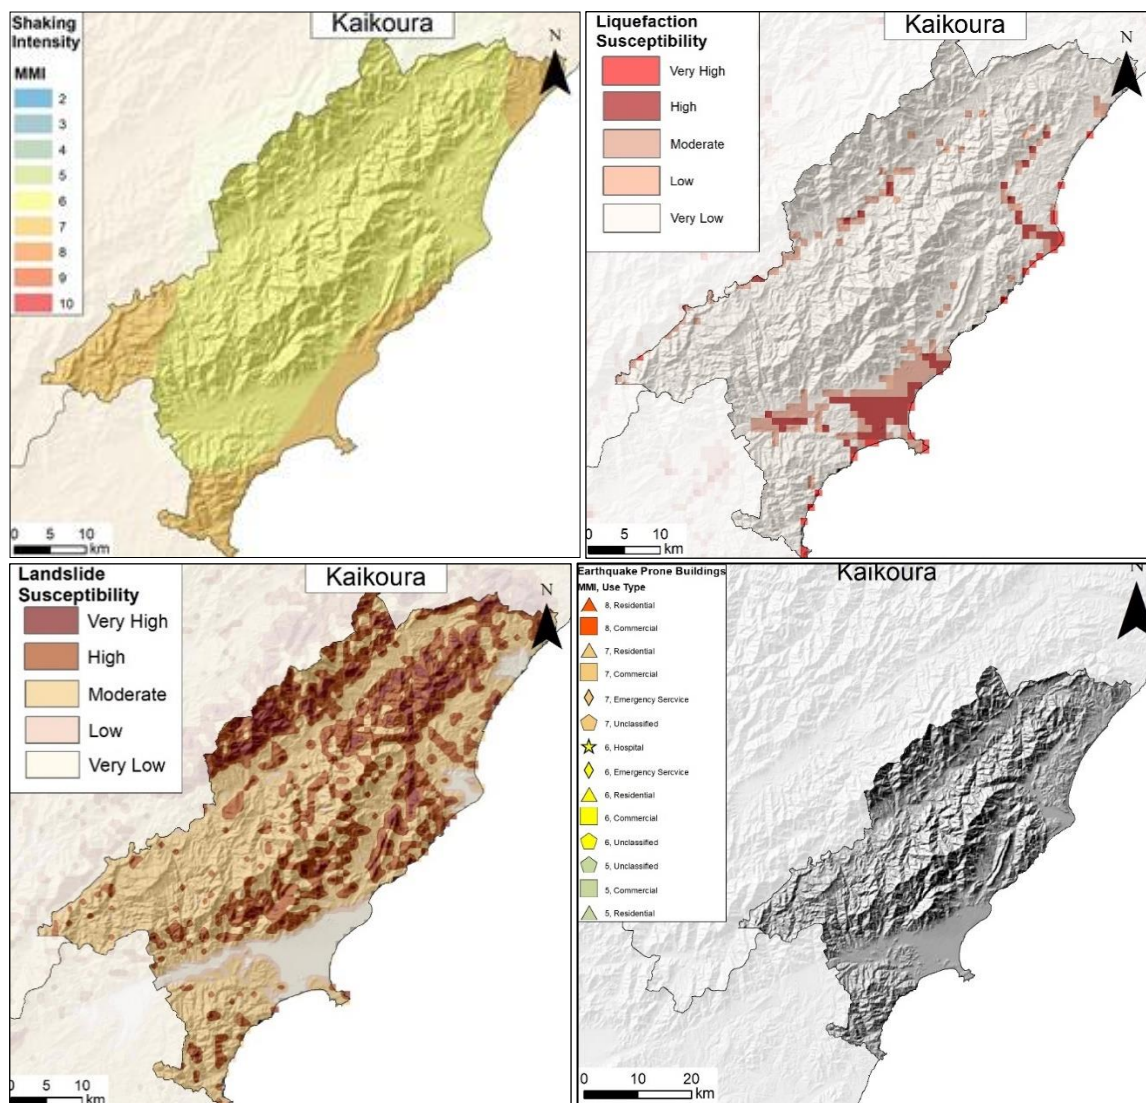 Shaking
Intensity
MMI
2
3
4
5
6
7
8
9
10
Kaikoura
N
0 5 10
km
Liquefaction
Susceptibility
Very High
High
Moderate
Low
Very Low
Kaikoura
N
0 5 10
km
Landslide
Susceptibility
Very High
High
Moderate
Low
Very Low
Kaikoura
N
0 5 10
km
Earthquake Prone Buildings
MMI, Use Type
8, Residential
8, Commercial
7, Residential
7, Commercial
7, Emergency Sercvice
7, Unclassified
6, Hospital
6, Emergency Sercvice
6, Residential
6, Commercial
6, Unclassified
5, Unclassified
5, Commercial
5, Residential
Kaikoura
N
0 10 20
km